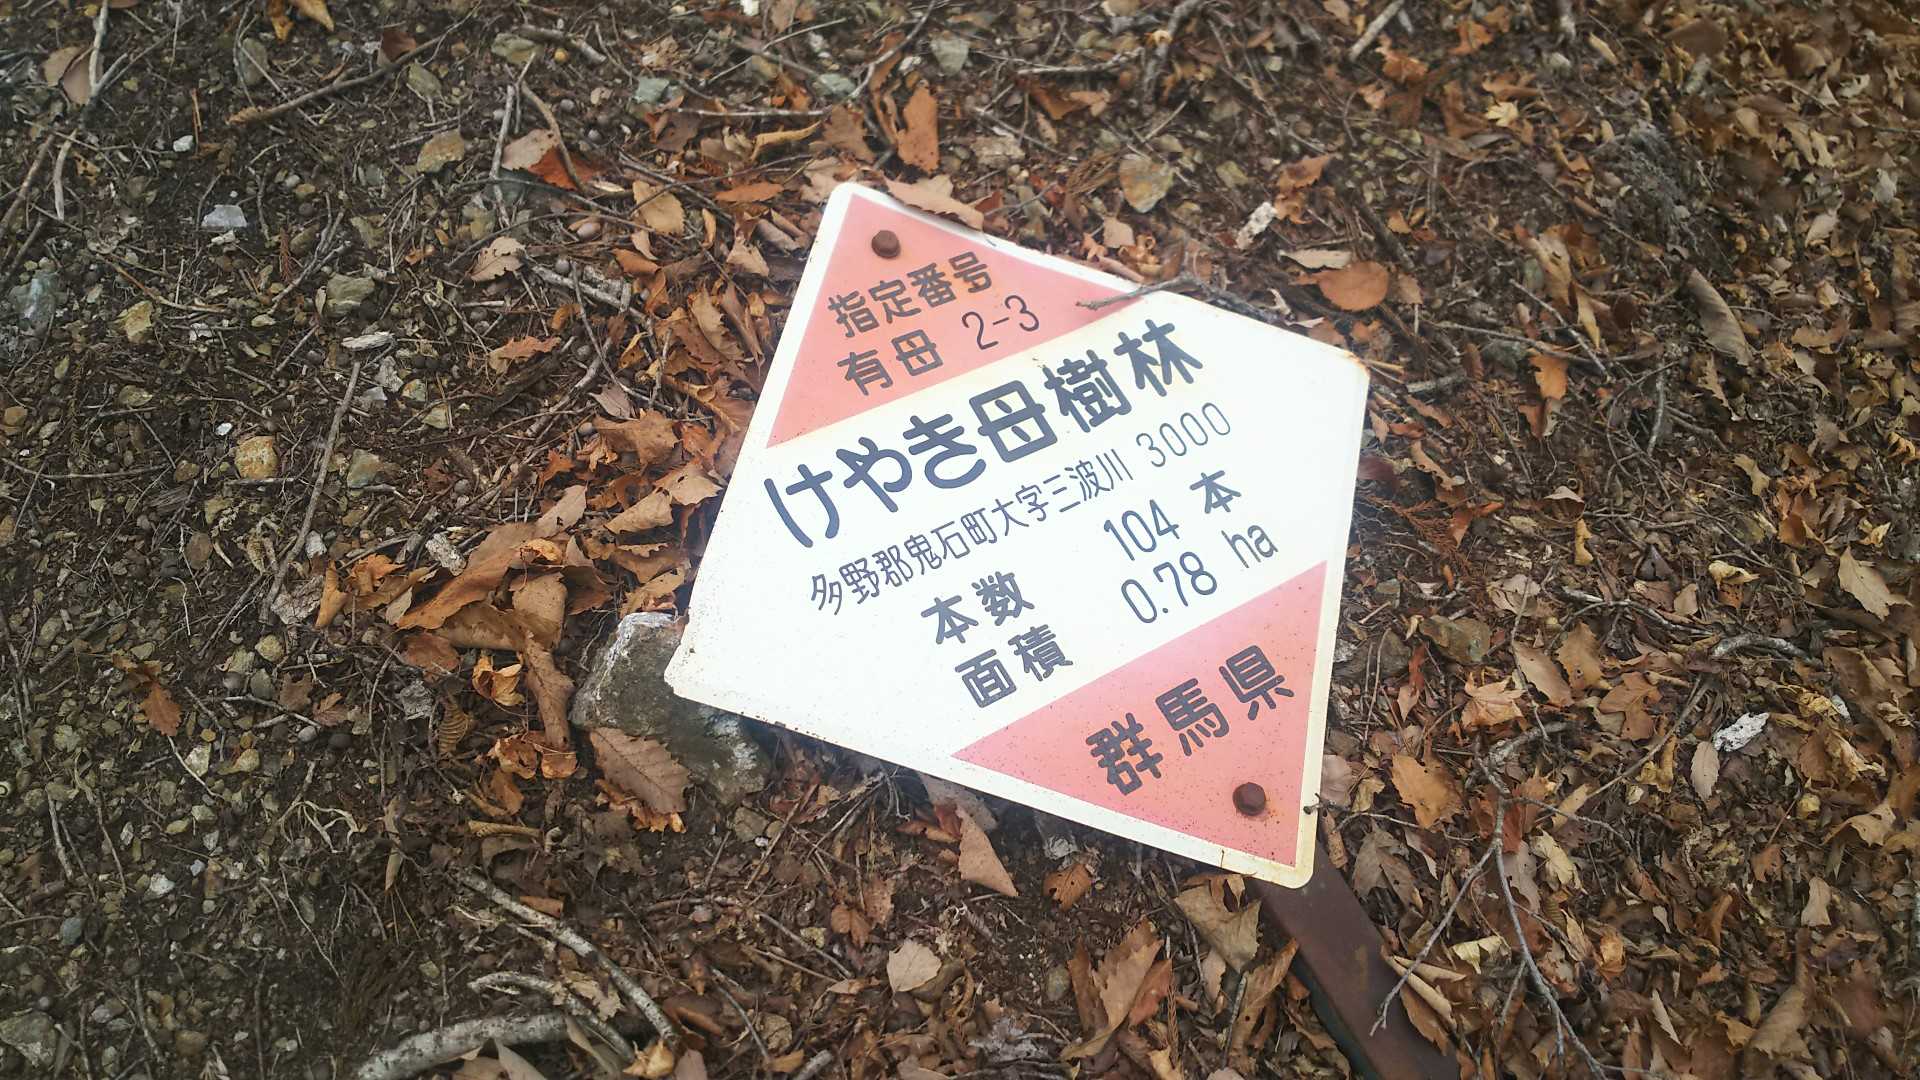 指定番号
有母 2-3
けやき母樹林
多野郡鬼石町大字三波川 3000
本数 104 本
面積 0.78 ha
群馬県